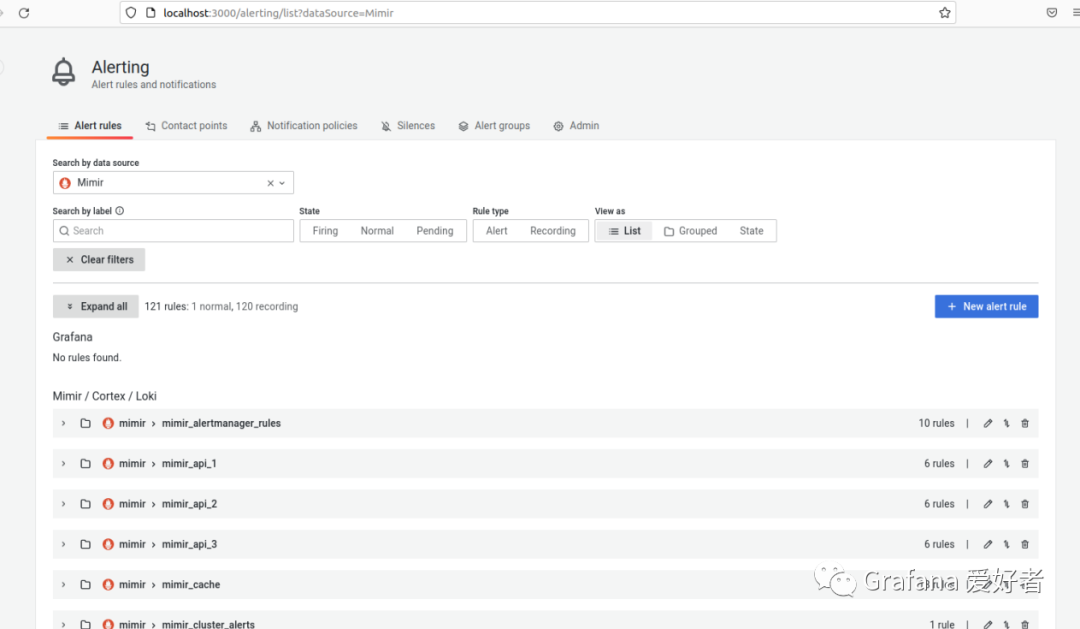 localhost:3000/alerting/list?dataSource=Mimir
Alerting
Alert rules and notifications
Alert rules Contact points Notification policies Silences Alert groups Admin
Search by data source
Mimir
Search by label State Rule type View as
Search Firing Normal Pending Alert Recording List Grouped State
Clear filters
Expand all 121 rules: 1 normal, 120 recording New alert rule
Grafana
No rules found.
Mimir / Cortex / Loki
mimir › mimir_alertmanager_rules 10 rules |
mimir › mimir_api_1 6 rules |
mimir › mimir_api_2 6 rules |
mimir › mimir_api_3 6 rules |
mimir › mimir_cache rules
Grafana 爱好者
mimir › mimir_cluster_alerts 1 rule |